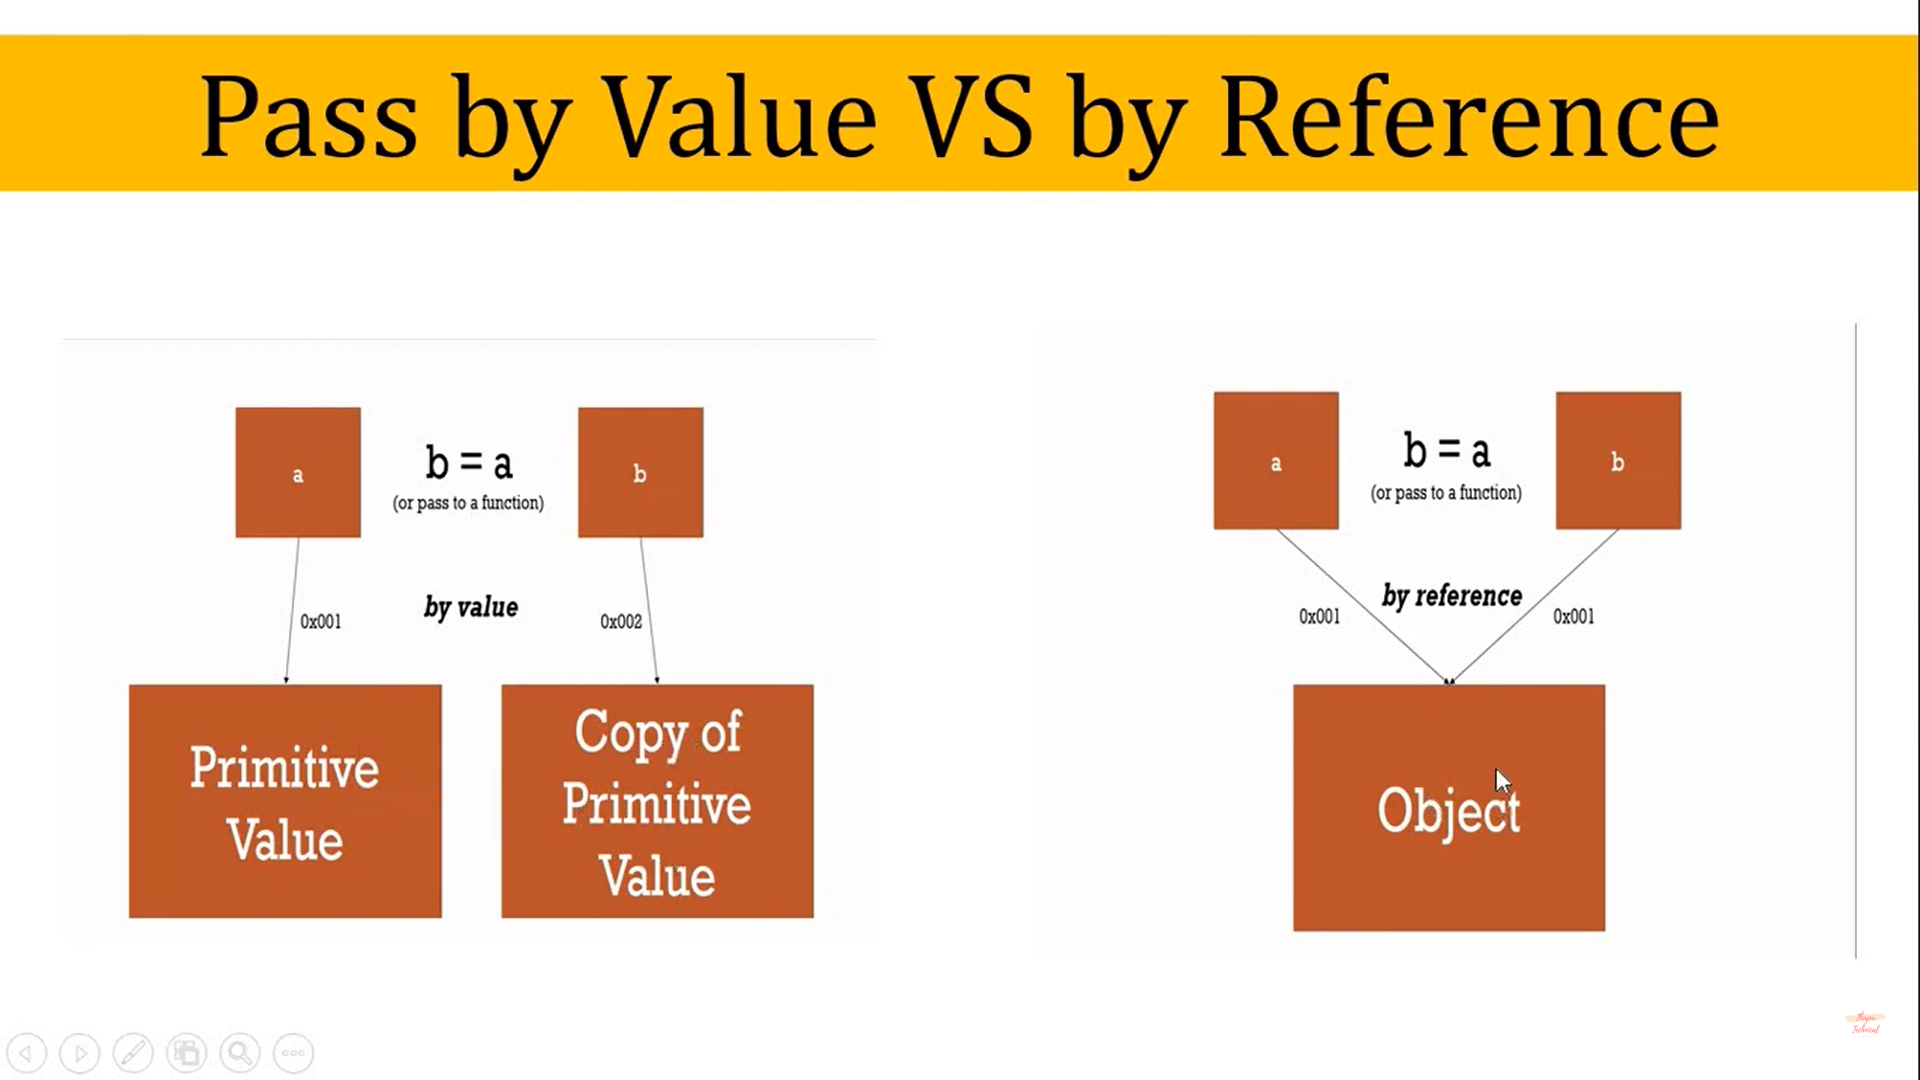 Pass by Value VS by Reference
a
b = a
(or pass to a function)
b
0x001
by value
0x002
Primitive
Value
Copy of
Primitive
Value
a
b = a
(or pass to a function)
b
0x001
by reference
0x001
Object
Technical